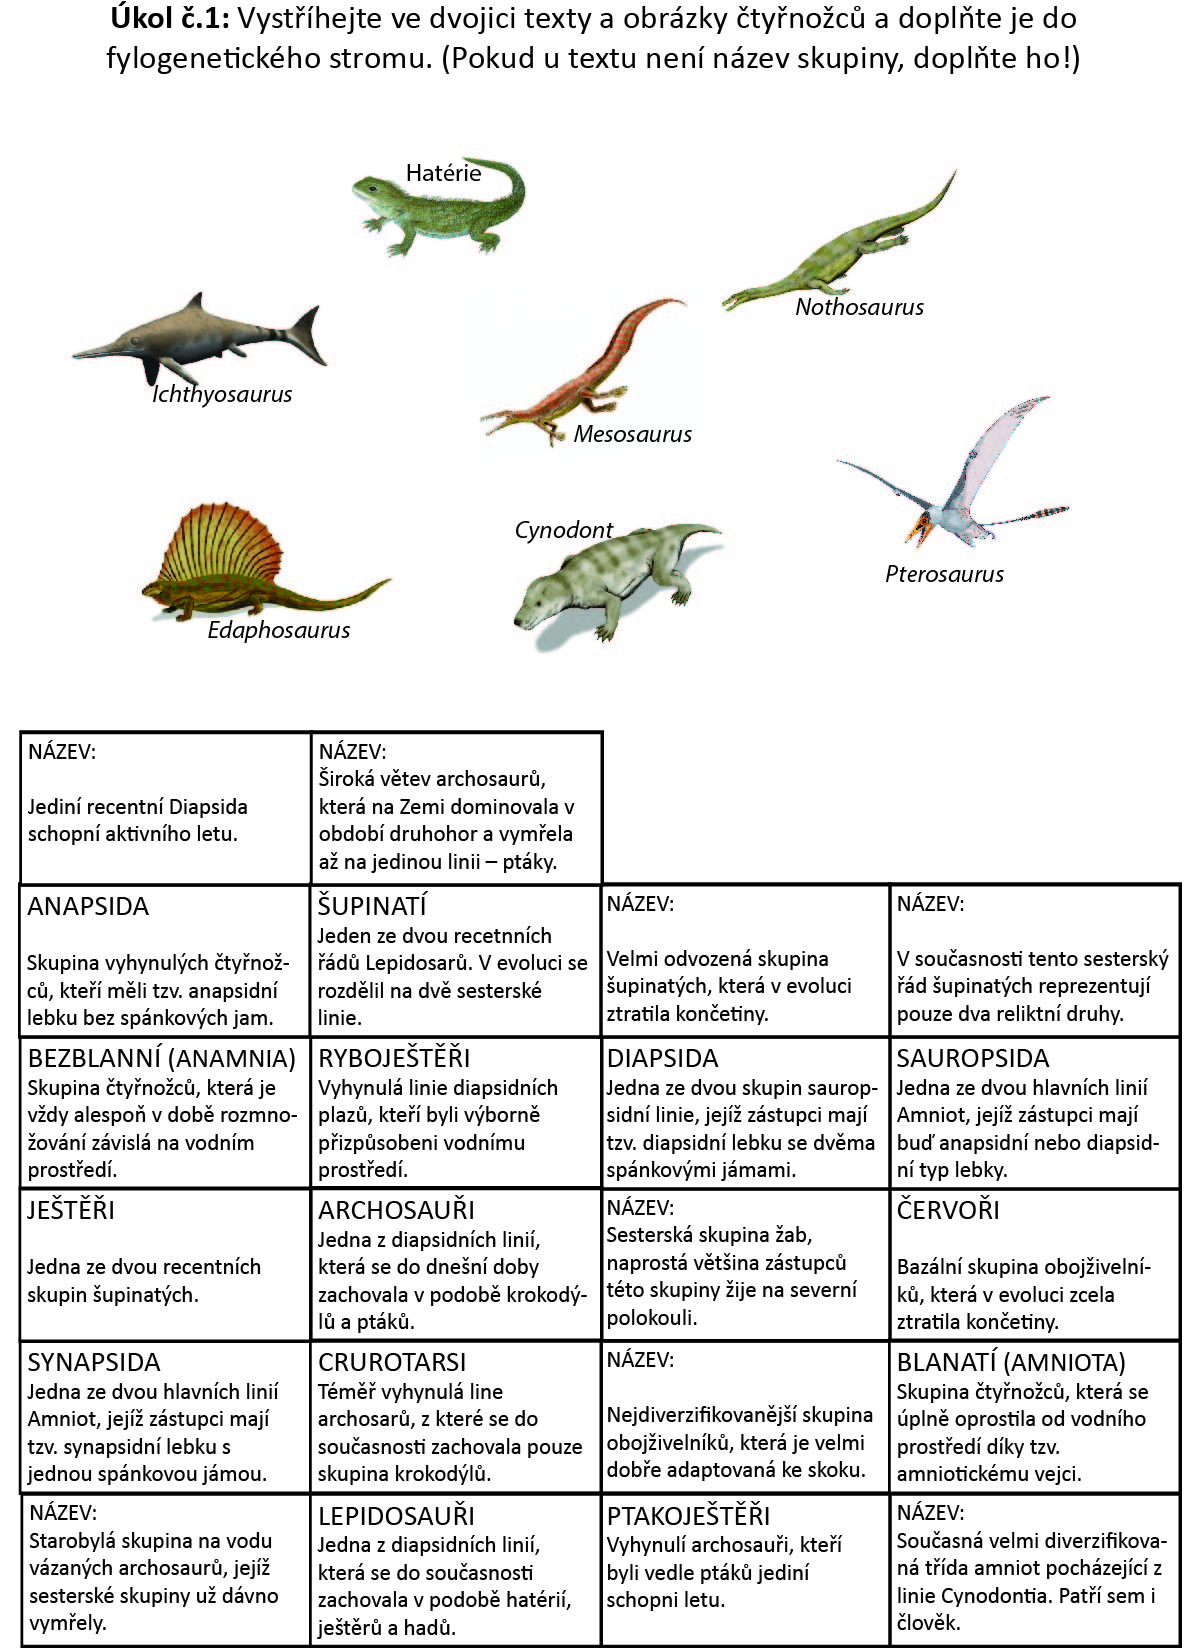 Úkol č.1: Vystříhejte ve dvojici texty a obrázky čtyřnožců a doplňte je do
fylogenetického stromu. (Pokud u textu není název skupiny, doplňte ho!)
Hatérie
Nothosaurus
Ichthyosaurus
Mesosaurus
Cynodont
Pterosaurus
Edaphosaurus
NÁZEV:
Jediní recentní Diapsida
schopní aktivního letu.
NÁZEV:
Široká větev archosaurů,
která na Zemi dominovala v
období druhohor a vymřela
až na jedinou linii – ptáky.
ANAPSIDA
Skupina vyhynulých čtyřnož-
ců, kteří měli tzv. anapsidní
lebku bez spánkových jam.
ŠUPINATÍ
Jeden ze dvou recetnních
řádů Lepidosarů. V evoluci se
rozdělil na dvě sesterské
linie.
NÁZEV:
Velmi odvozená skupina
šupinatých, která v evoluci
ztratila končetiny.
NÁZEV:
V současnosti tento sesterský
řád šupinatých reprezentují
pouze dva reliktní druhy.
BEZBLANNÍ (ANAMNIA)
Skupina čtyřnožců, která je
vždy alespoň v době rozmno-
žování závislá na vodním
prostředí.
RYBOJEŠTĚŘI
Vyhynulá linie diapsidních
plazů, kteří byli výborně
přizpůsobeni vodnímu
prostředí.
DIAPSIDA
Jedna ze dvou skupin saurop-
sidní linie, jejíž zástupci mají
tzv. diapsidní lebku se dvěma
spánkovými jámami.
SAUROPSIDA
Jedna ze dvou hlavních linií
Amniot, jejíž zástupci mají
buď anapsidní nebo diapsid-
ní typ lebky.
JEŠTĚŘI
Jedna ze dvou recentních
skupin šupinatých.
ARCHOSAUŘI
Jedna z diapsidních linií,
která se do dnešní doby
zachovala v podobě krokodý-
lů a ptáků.
NÁZEV:
Sesterská skupina žab,
naprostá většina zástupců
této skupiny žije na severní
polokouli.
ČERVOŘI
Bazální skupina obojživelní-
ků, která v evoluci zcela
ztratila končetiny.
SYNAPSIDA
Jedna ze dvou hlavních linií
Amniot, jejíž zástupci mají
tzv. synapsidní lebku s
jednou spánkovou jámou.
CRUROTARSI
Téměř vyhynulá line
archosarů, z které se do
současnosti zachovala pouze
skupina krokodýlů.
NÁZEV:
Nejdiverzifikovanější skupina
obojživelníků, která je velmi
dobře adaptovaná ke skoku.
BLANATÍ (AMNIOTA)
Skupina čtyřnožců, která se
úplně oprostila od vodního
prostředí díky tzv.
amniotickému vejci.
NÁZEV:
Starobylá skupina na vodu
vázaných archosaurů, jejíž
sesterské skupiny už dávno
vymřely.
LEPIDOSAUŘI
Jedna z diapsidních linií,
která se do současnosti
zachovala v podobě hatérií,
ještěrů a hadů.
PTAKOJEŠTĚŘI
Vyhynulí archosauři, kteří
byli vedle ptáků jediní
schopni letu.
NÁZEV:
Současná velmi diverzifikova-
ná třída amniot pocházející z
linie Cynodontia. Patří sem i
člověk.